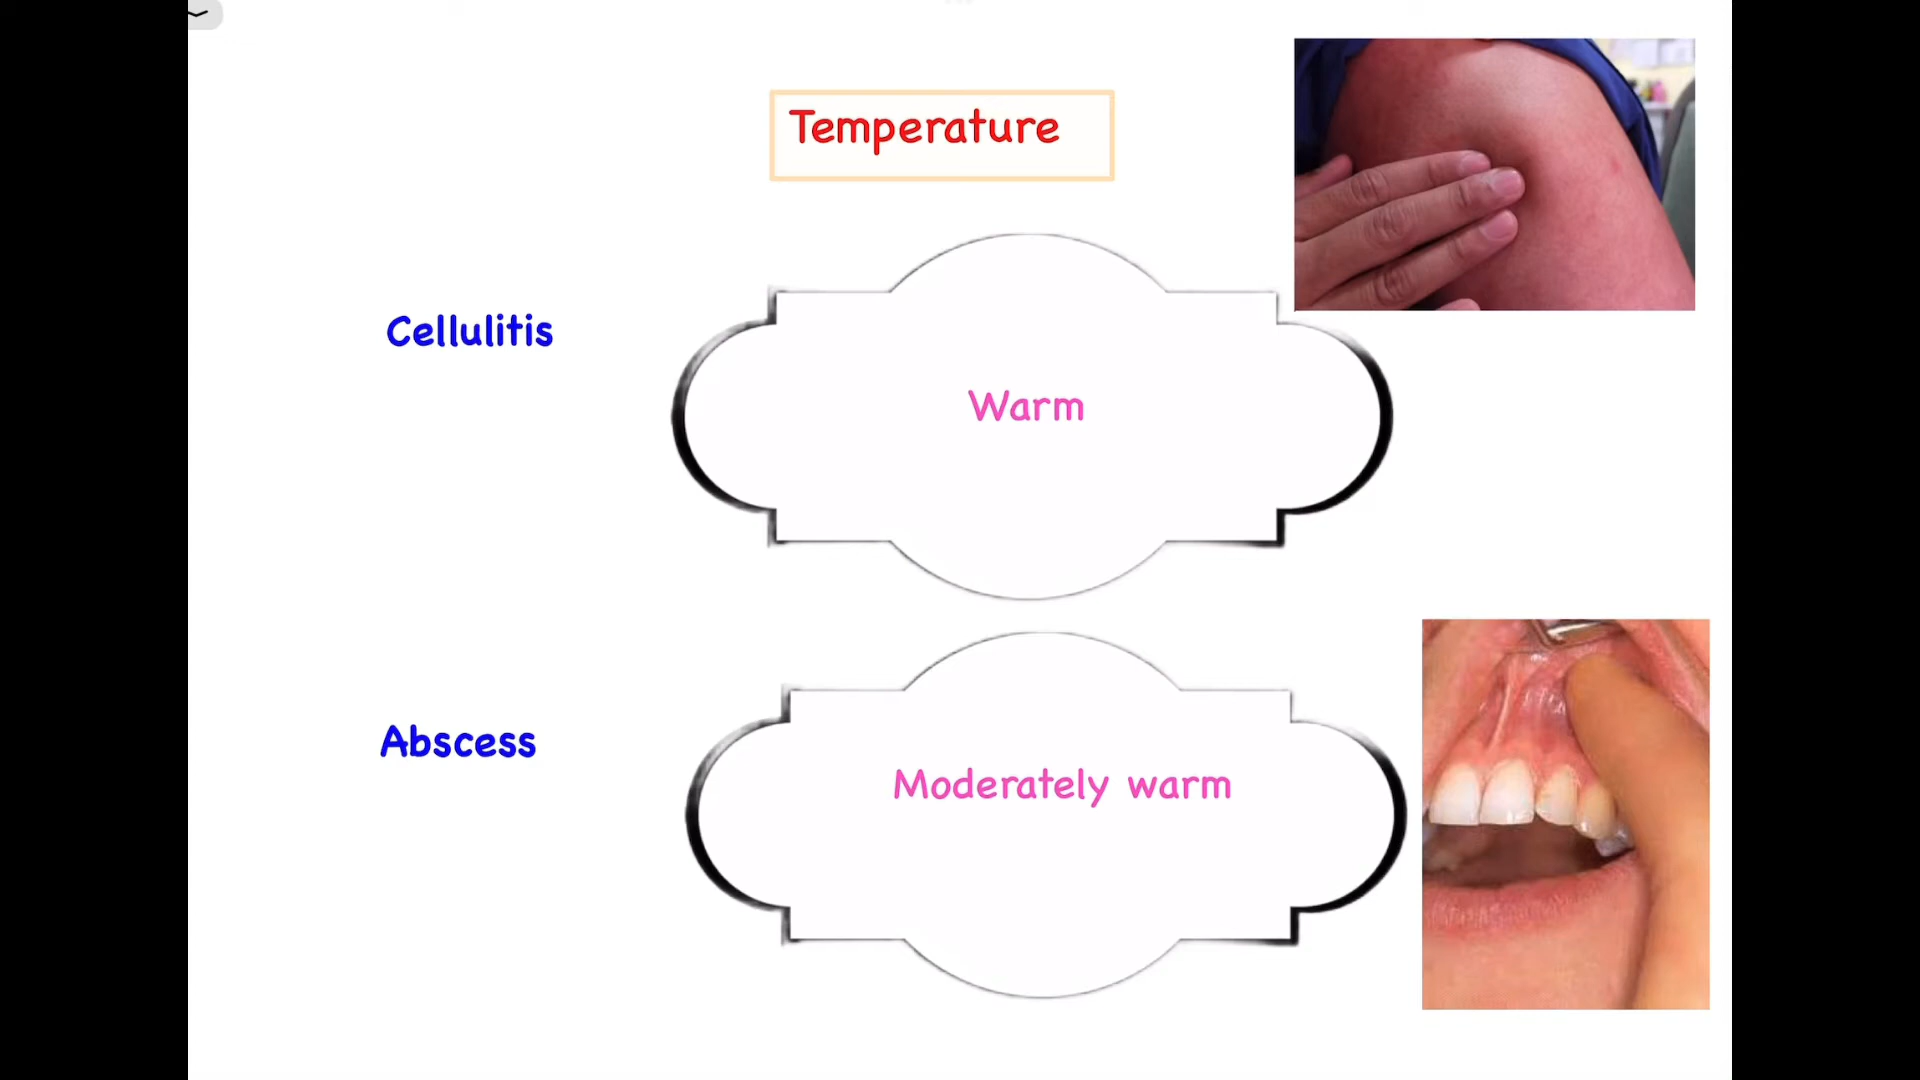 Temperature
Cellulitis
Warm
Abscess
Moderately warm